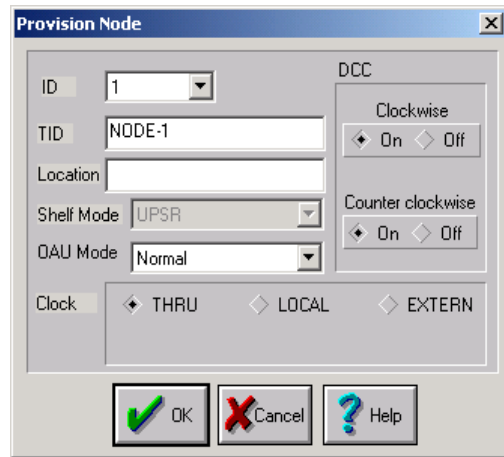 Provision Node
ID 1
TID NODE-1
Location
Shelf Mode UPSR
OAU Mode Normal
DCC
Clockwise
On Off
Counter clockwise
On Off
Clock THRU LOCAL EXTERN
OK Cancel Help